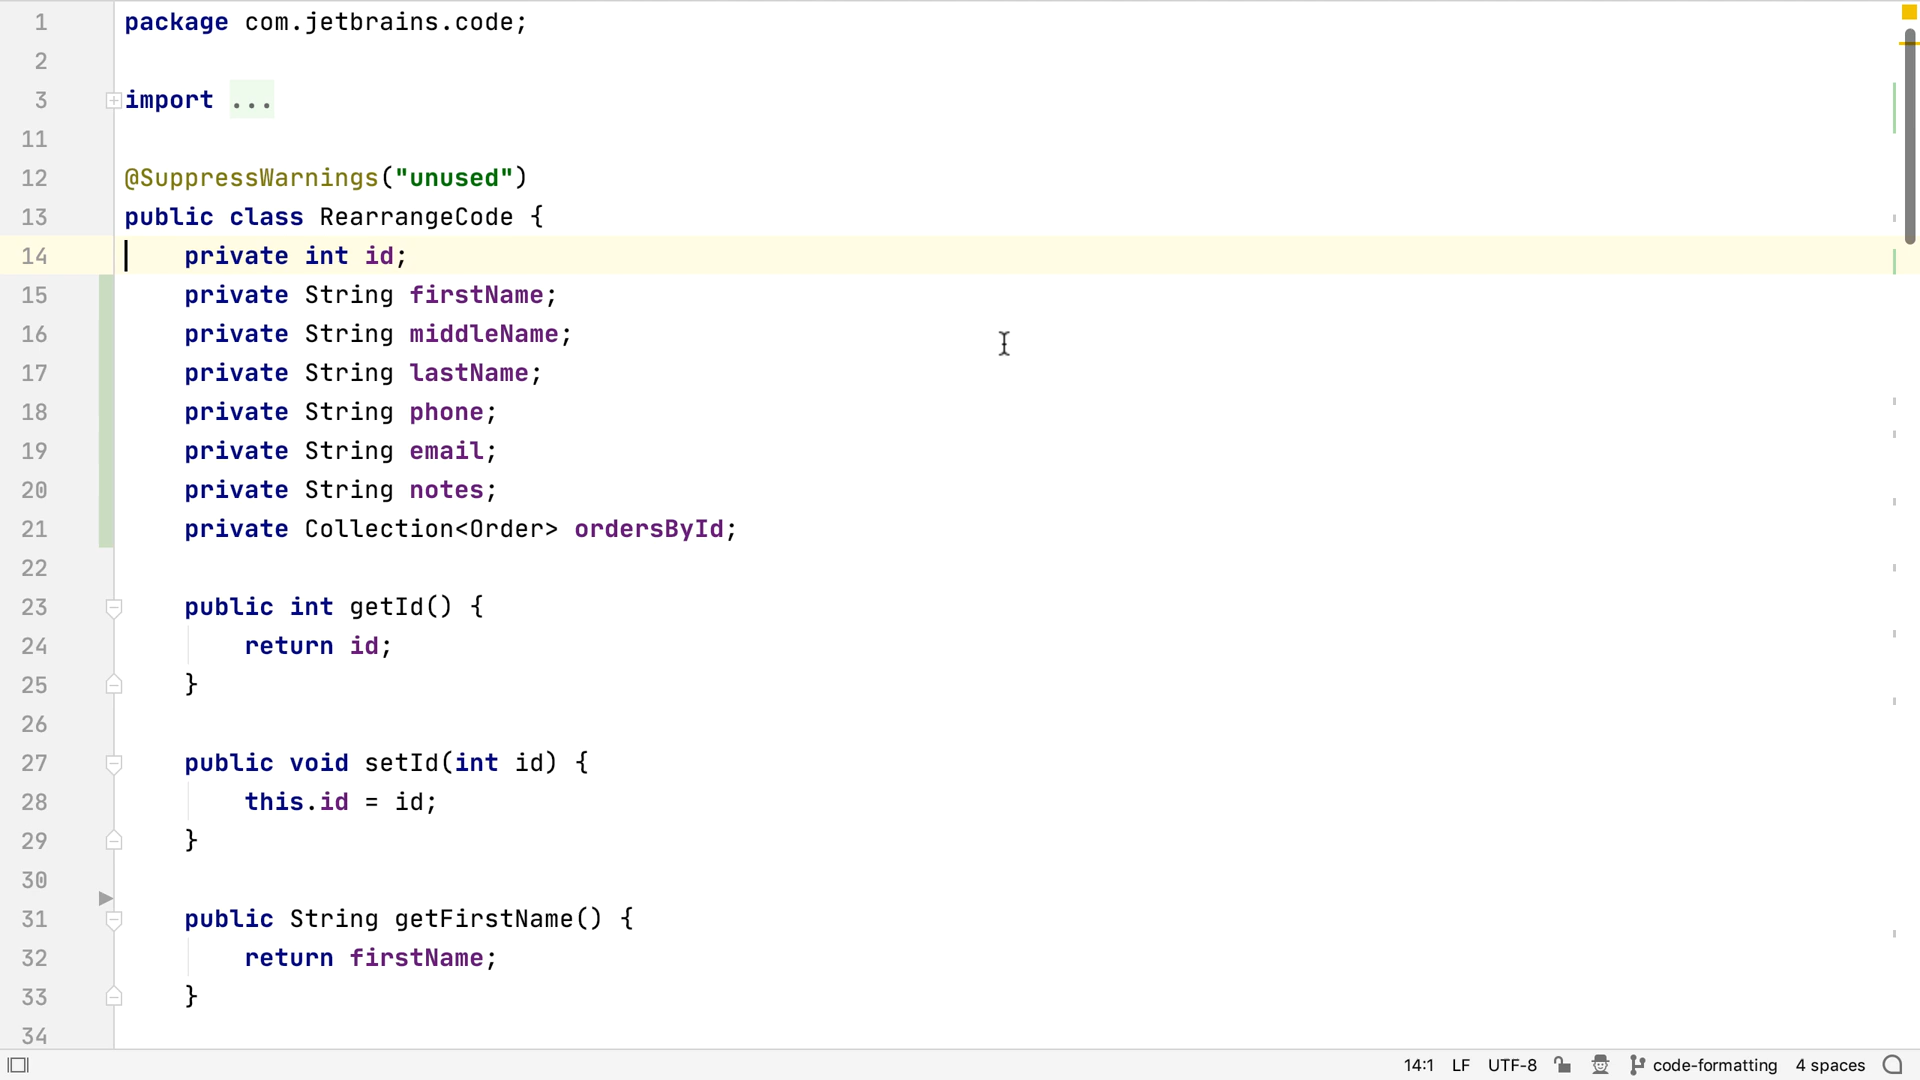 1 package com.jetbrains.code;
2
3 import ...
11
12 @SuppressWarnings("unused")
13 public class RearrangeCode {
14     private int id;
15     private String firstName;
16     private String middleName;
17     private String lastName;
18     private String phone;
19     private String email;
20     private String notes;
21     private Collection<Order> ordersById;
22
23     public int getId() {
24         return id;
25     }
26
27     public void setId(int id) {
28         this.id = id;
29     }
30
31     public String getFirstName() {
32         return firstName;
33     }
34
14:1 LF UTF-8 code-formatting 4 spaces